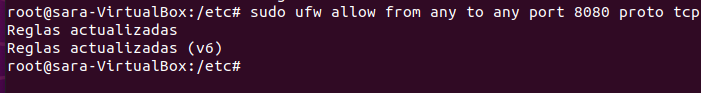 root@sara-VirtualBox:/etc# sudo ufw allow from any to any port 8080 proto tcp
Reglas actualizadas
Reglas actualizadas (v6)
root@sara-VirtualBox:/etc#